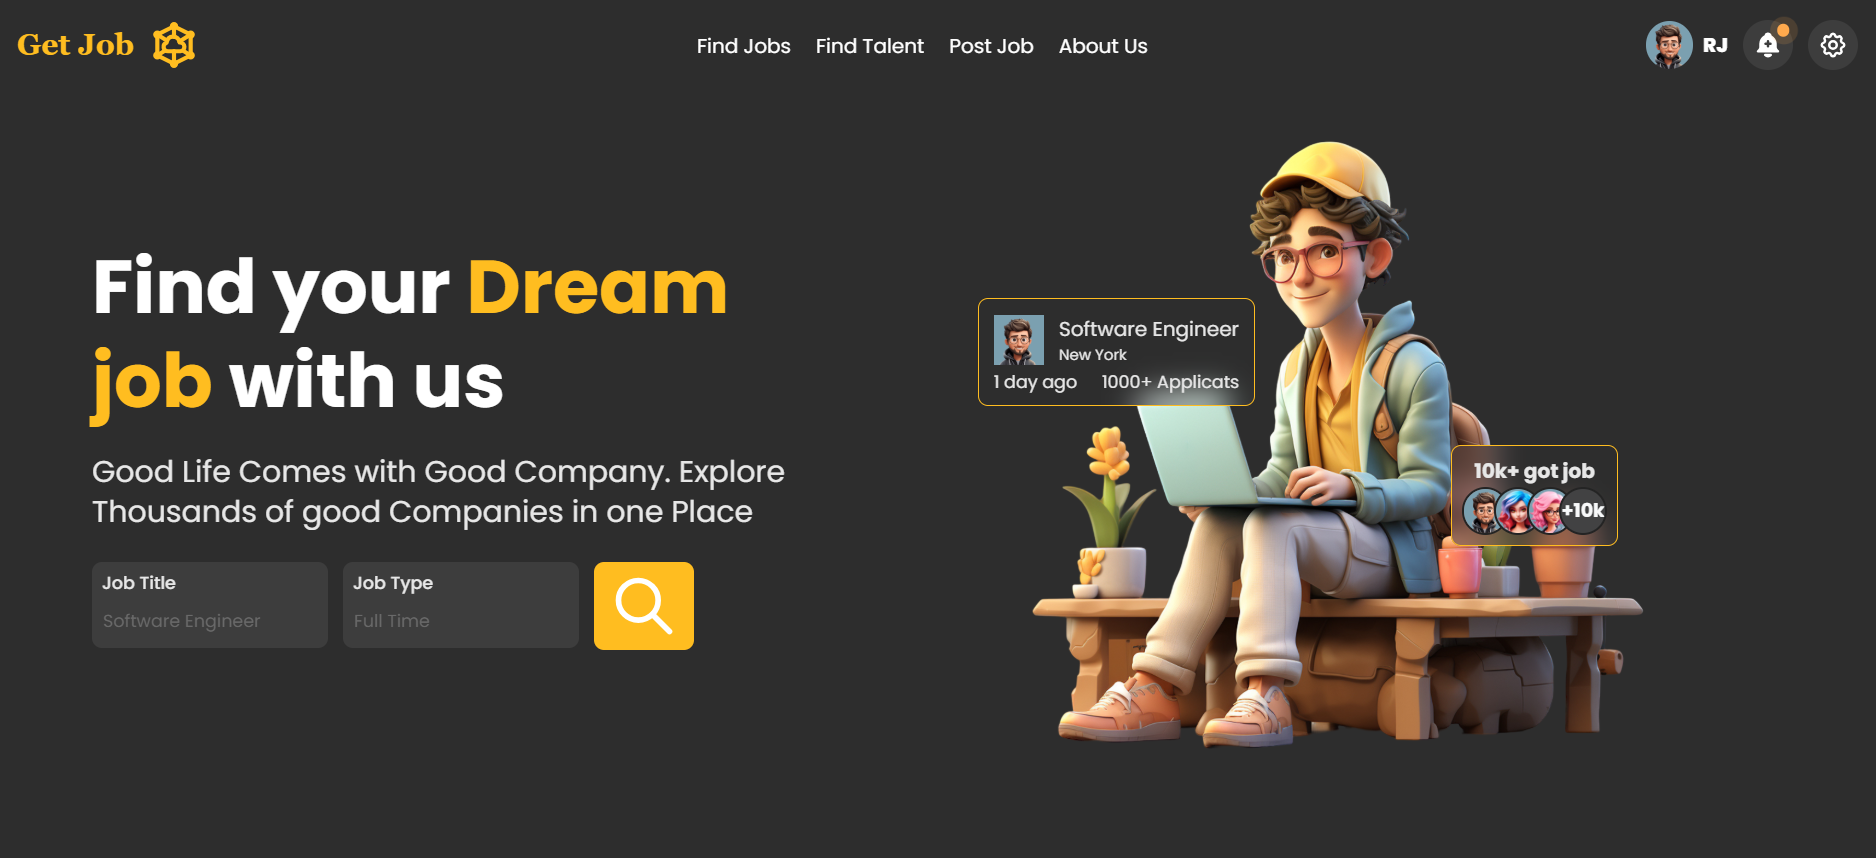 Get Job
Find Jobs
Find Talent
Post Job
About Us
RJ
Find your Dream
job with us
Good Life Comes with Good Company. Explore
Thousands of good Companies in one Place
Job Title
Software Engineer
Job Type
Full Time
Software Engineer
New York
1 day ago
1000+ Applicats
10k+ got job
+10k